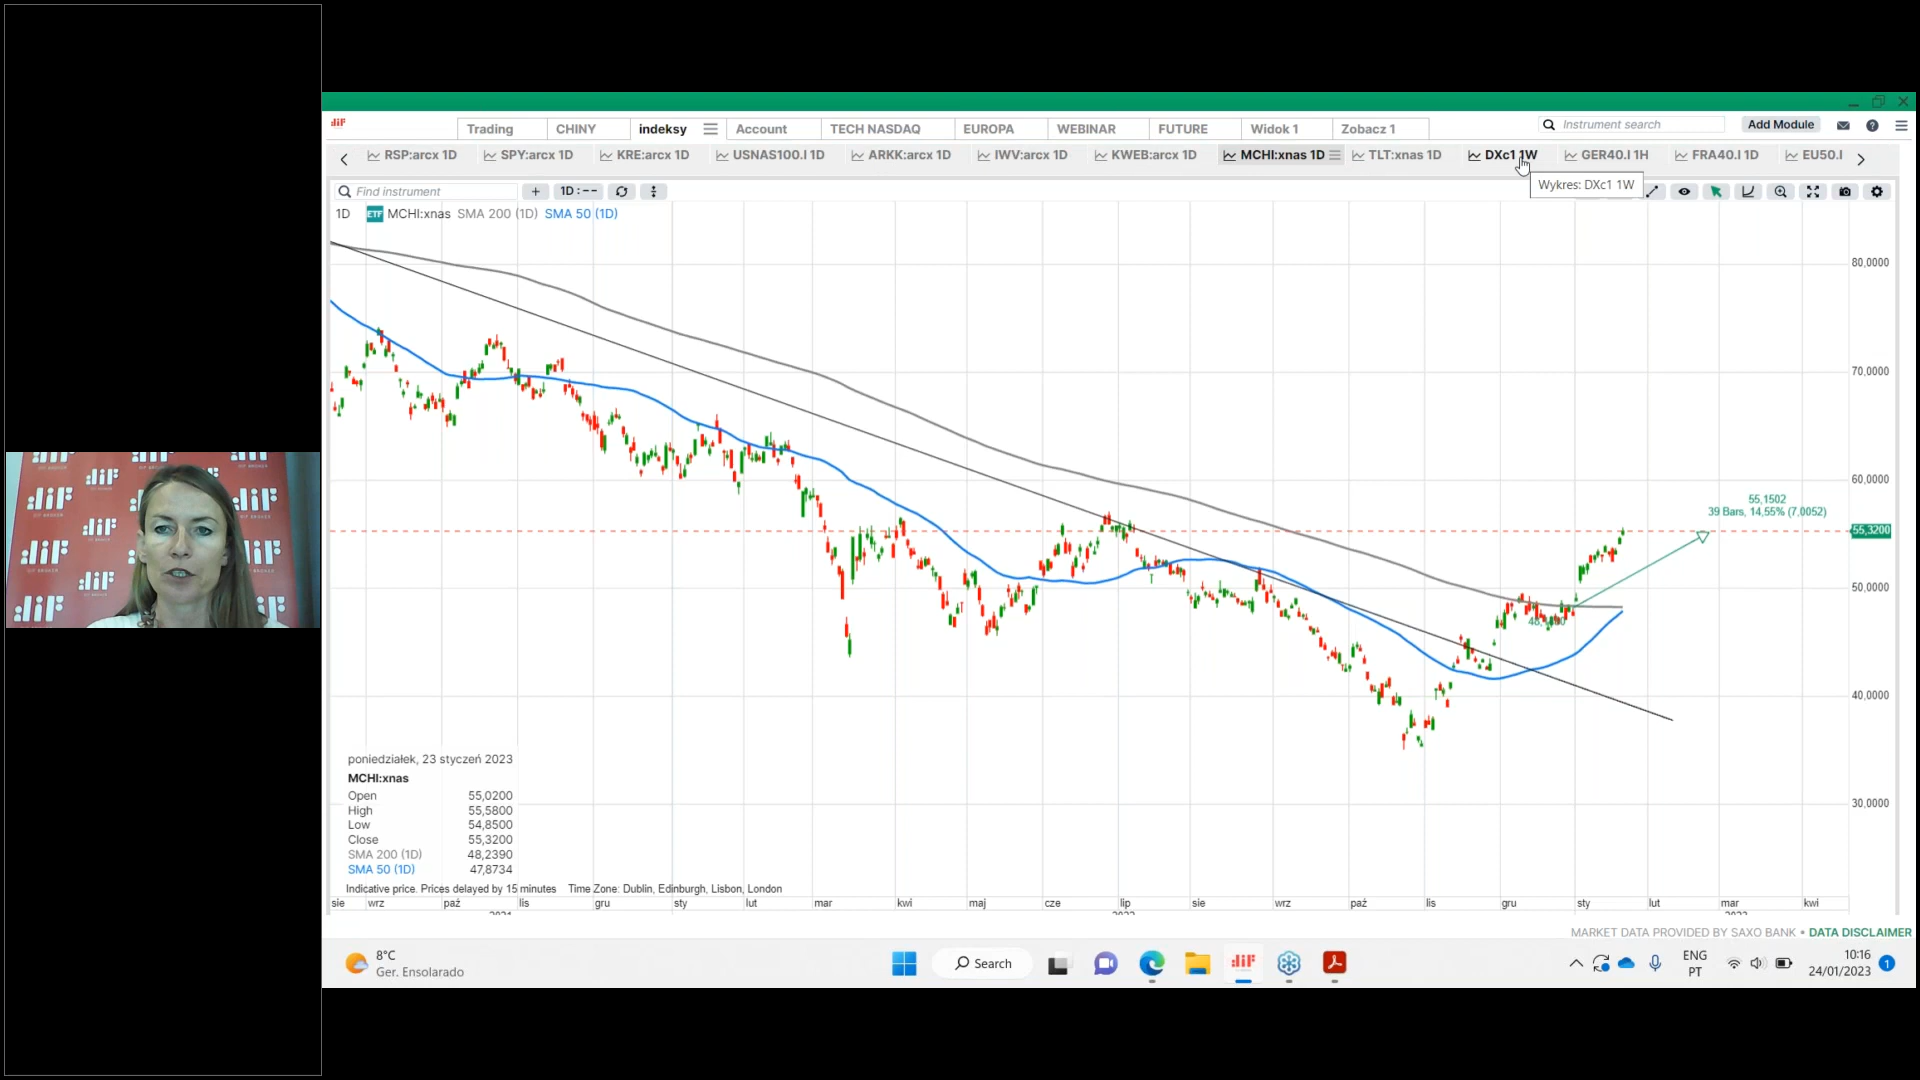 dif
Trading
CHINY
indeksy
Account
TECH NASDAQ
EUROPA
WEBINAR
FUTURE
Widok 1
Zobacz 1
Instrument search
Add Module
RSP:arcx 1D
SPY:arcx 1D
KRE:arcx 1D
USNAS100.I 1D
ARKK:arcx 1D
IWV:arcx 1D
KWEB:arcx 1D
MCHI:xnas 1D
TLT:xnas 1D
DXc1 1W
GER40.I 1H
FRA40.I 1D
EU50.I
Find instrument
1D : --
Wykres: DXc1 1W
1D ETF MCHI:xnas SMA 200 (1D) SMA 50 (1D)
80,0000
70,0000
60,0000
55,1502
39 Bars, 14,55% (7,0052)
55,3200
50,0000
40,0000
30,0000
poniedziałek, 23 styczeń 2023
MCHI:xnas
Open 55,0200
High 55,5800
Low 54,8500
Close 55,3200
SMA 200 (1D) 48,2390
SMA 50 (1D) 47,8734
Indicative price. Prices delayed by 15 minutes Time Zone: Dublin, Edinburgh, Lisbon, London
sie wrz paź lis gru sty lut mar kwi maj cze lip sie wrz paź lis gru sty lut mar kwi
MARKET DATA PROVIDED BY SAXO BANK • DATA DISCLAIMER
8°C
Ger. Ensolarado
Search
dif
ENG
PT
10:16
24/01/2023
1
dif
DIF BROKER